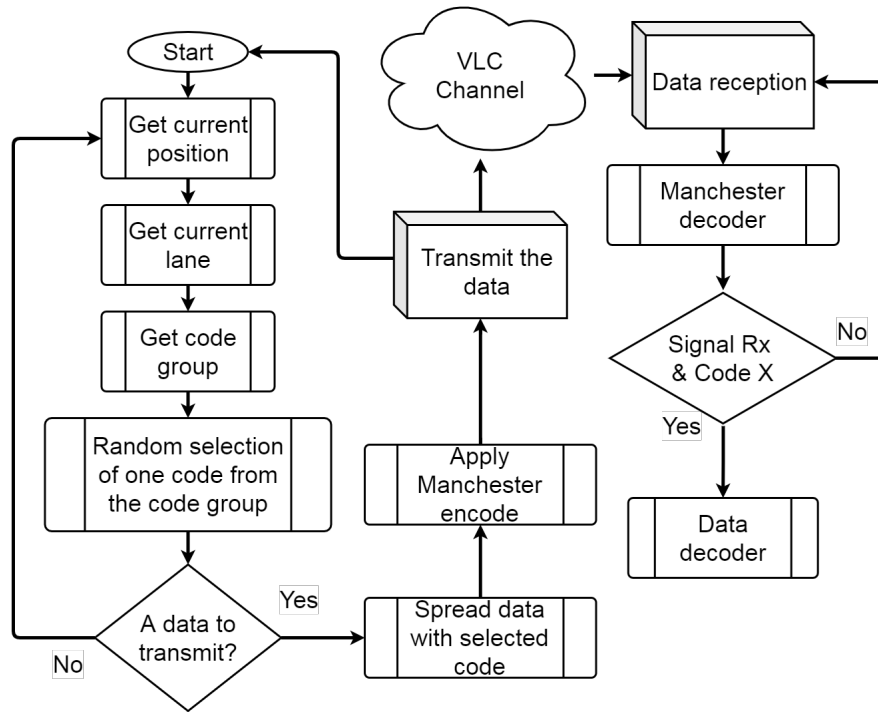 Start
Get current
position
Get current
lane
Get code
group
Random selection
of one code from
the code group
A data to
transmit?
No
Yes
Spread data
with selected
code
Apply
Manchester
encode
Transmit the
data
VLC
Channel
Data reception
Manchester
decoder
Signal Rx
& Code X
No
Yes
Data
decoder